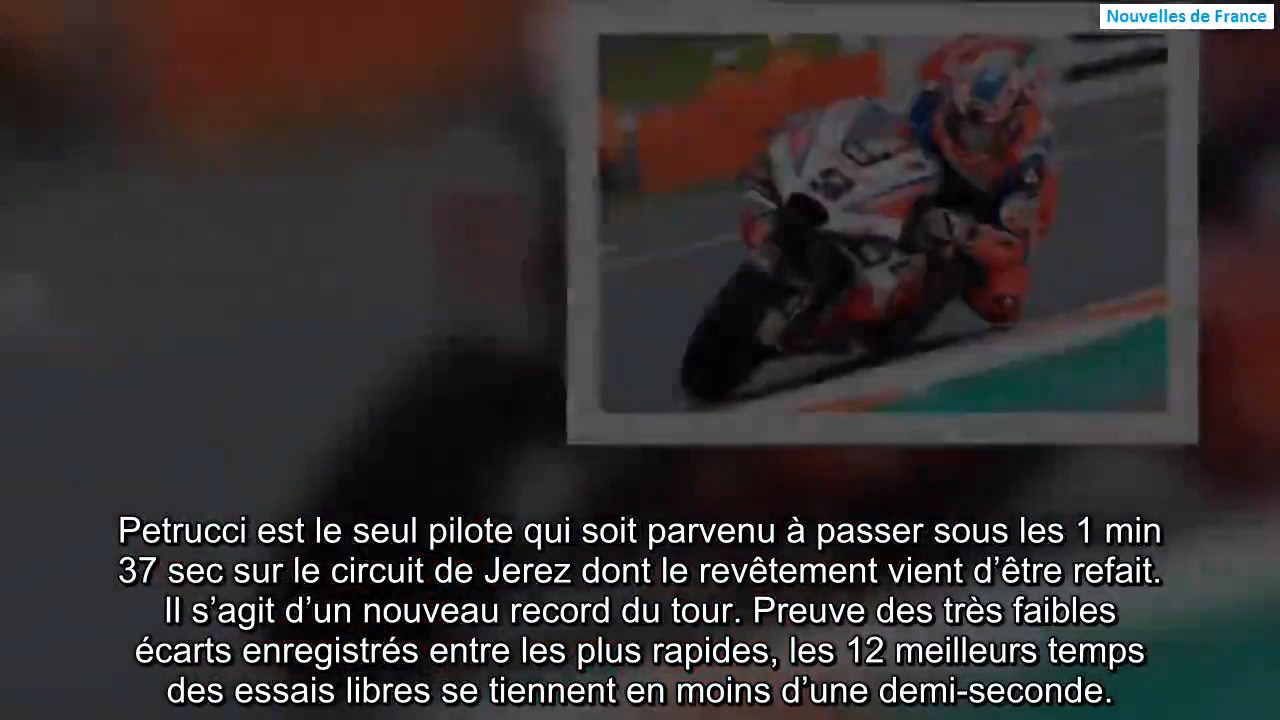 Nouvelles de France
Petrucci est le seul pilote qui soit parvenu à passer sous les 1 min
37 sec sur le circuit de Jerez dont le revêtement vient d’être refait.
Il s’agit d’un nouveau record du tour. Preuve des très faibles
écarts enregistrés entre les plus rapides, les 12 meilleurs temps
des essais libres se tiennent en moins d’une demi-seconde.